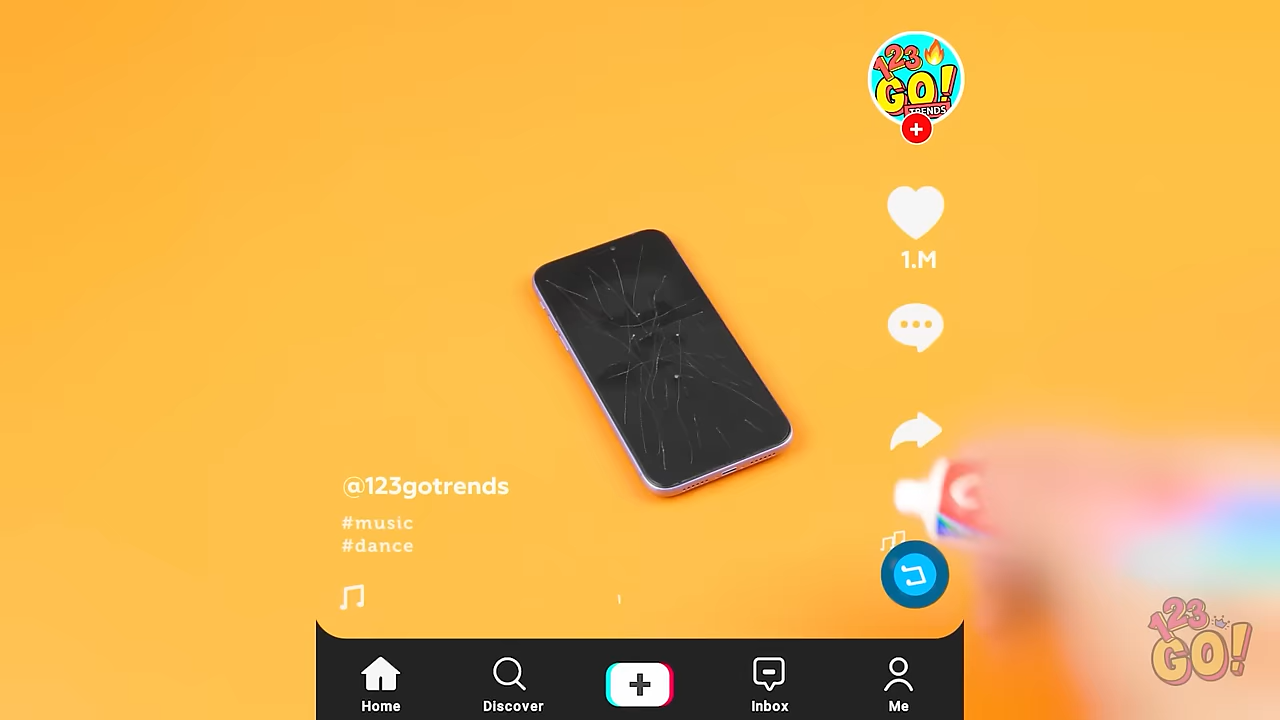 123
GO!
TRENDS
1.M
@123gotrends
#music
#dance
123
GO!
Home
Discover
Inbox
Me